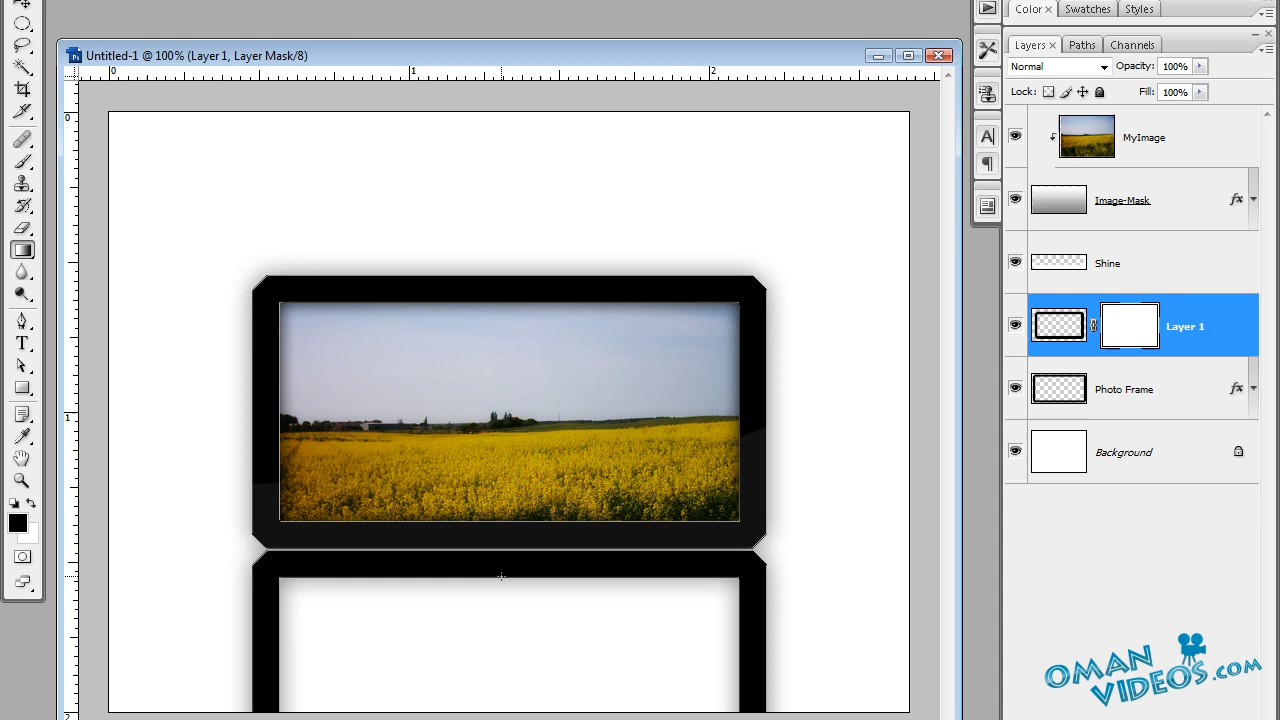 Color × Swatches Styles
Untitled-1 @ 100% (Layer 1, Layer Mask/8)
Layers × Paths Channels
Normal Opacity: 100%
Lock: Fill: 100%
0 1 2
0
1
2
MyImage
Image-Mask fx
Shine
Layer 1
Photo Frame fx
Background
Ps
T
A
OMAN
VIDEOS.com